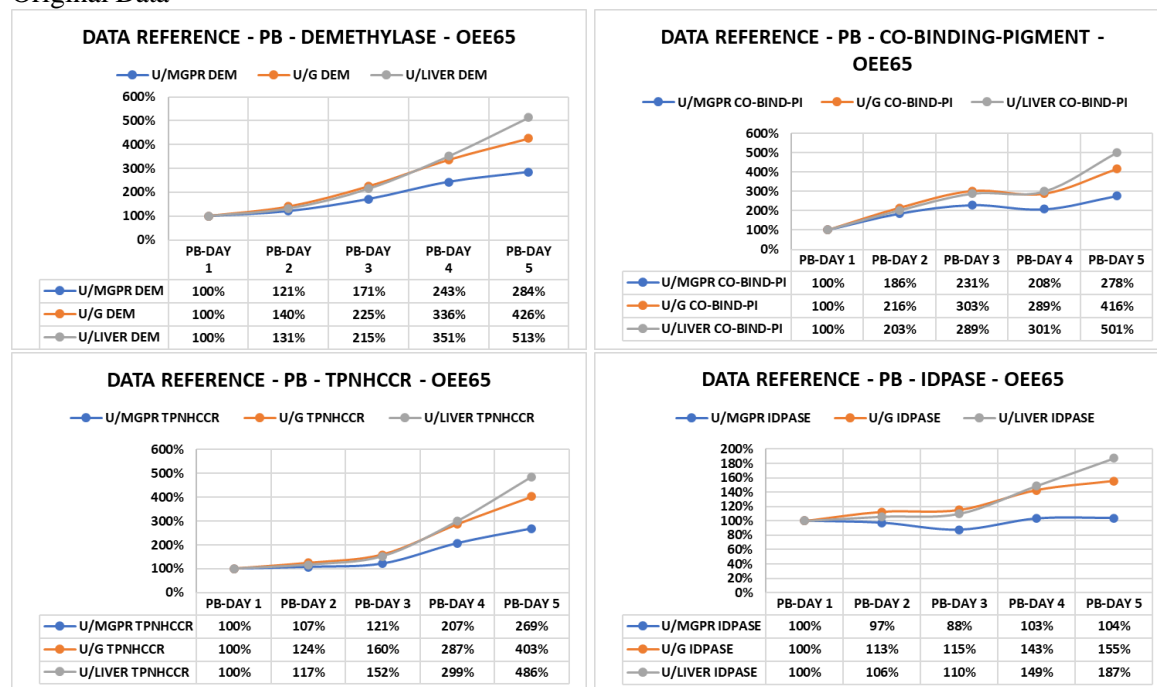 Original Data
DATA REFERENCE - PB - DEMETHYLASE - OEE65
U/MGPR DEM U/G DEM U/LIVER DEM
600%
500%
400%
300%
200%
100%
0%
PB-DAY 1 PB-DAY 2 PB-DAY 3 PB-DAY 4 PB-DAY 5
U/MGPR DEM 100% 121% 171% 243% 284%
U/G DEM 100% 140% 225% 336% 426%
U/LIVER DEM 100% 131% 215% 351% 513%
DATA REFERENCE - PB - CO-BINDING-PIGMENT -
OEE65
U/MGPR CO-BIND-PI U/G CO-BIND-PI U/LIVER CO-BIND-PI
600%
500%
400%
300%
200%
100%
0%
PB-DAY 1 PB-DAY 2 PB-DAY 3 PB-DAY 4 PB-DAY 5
U/MGPR CO-BIND-PI 100% 186% 231% 208% 278%
U/G CO-BIND-PI 100% 216% 303% 289% 416%
U/LIVER CO-BIND-PI 100% 203% 289% 301% 501%
DATA REFERENCE - PB - TPNHCCR - OEE65
U/MGPR TPNHCCR U/G TPNHCCR U/LIVER TPNHCCR
600%
500%
400%
300%
200%
100%
0%
PB-DAY 1 PB-DAY 2 PB-DAY 3 PB-DAY 4 PB-DAY 5
U/MGPR TPNHCCR 100% 107% 121% 207% 269%
U/G TPNHCCR 100% 124% 160% 287% 403%
U/LIVER TPNHCCR 100% 117% 152% 299% 486%
DATA REFERENCE - PB - IDPASE - OEE65
U/MGPR IDPASE U/G IDPASE U/LIVER IDPASE
200%
180%
160%
140%
120%
100%
80%
60%
40%
20%
0%
PB-DAY 1 PB-DAY 2 PB-DAY 3 PB-DAY 4 PB-DAY 5
U/MGPR IDPASE 100% 97% 88% 103% 104%
U/G IDPASE 100% 113% 115% 143% 155%
U/LIVER IDPASE 100% 106% 110% 149% 187%